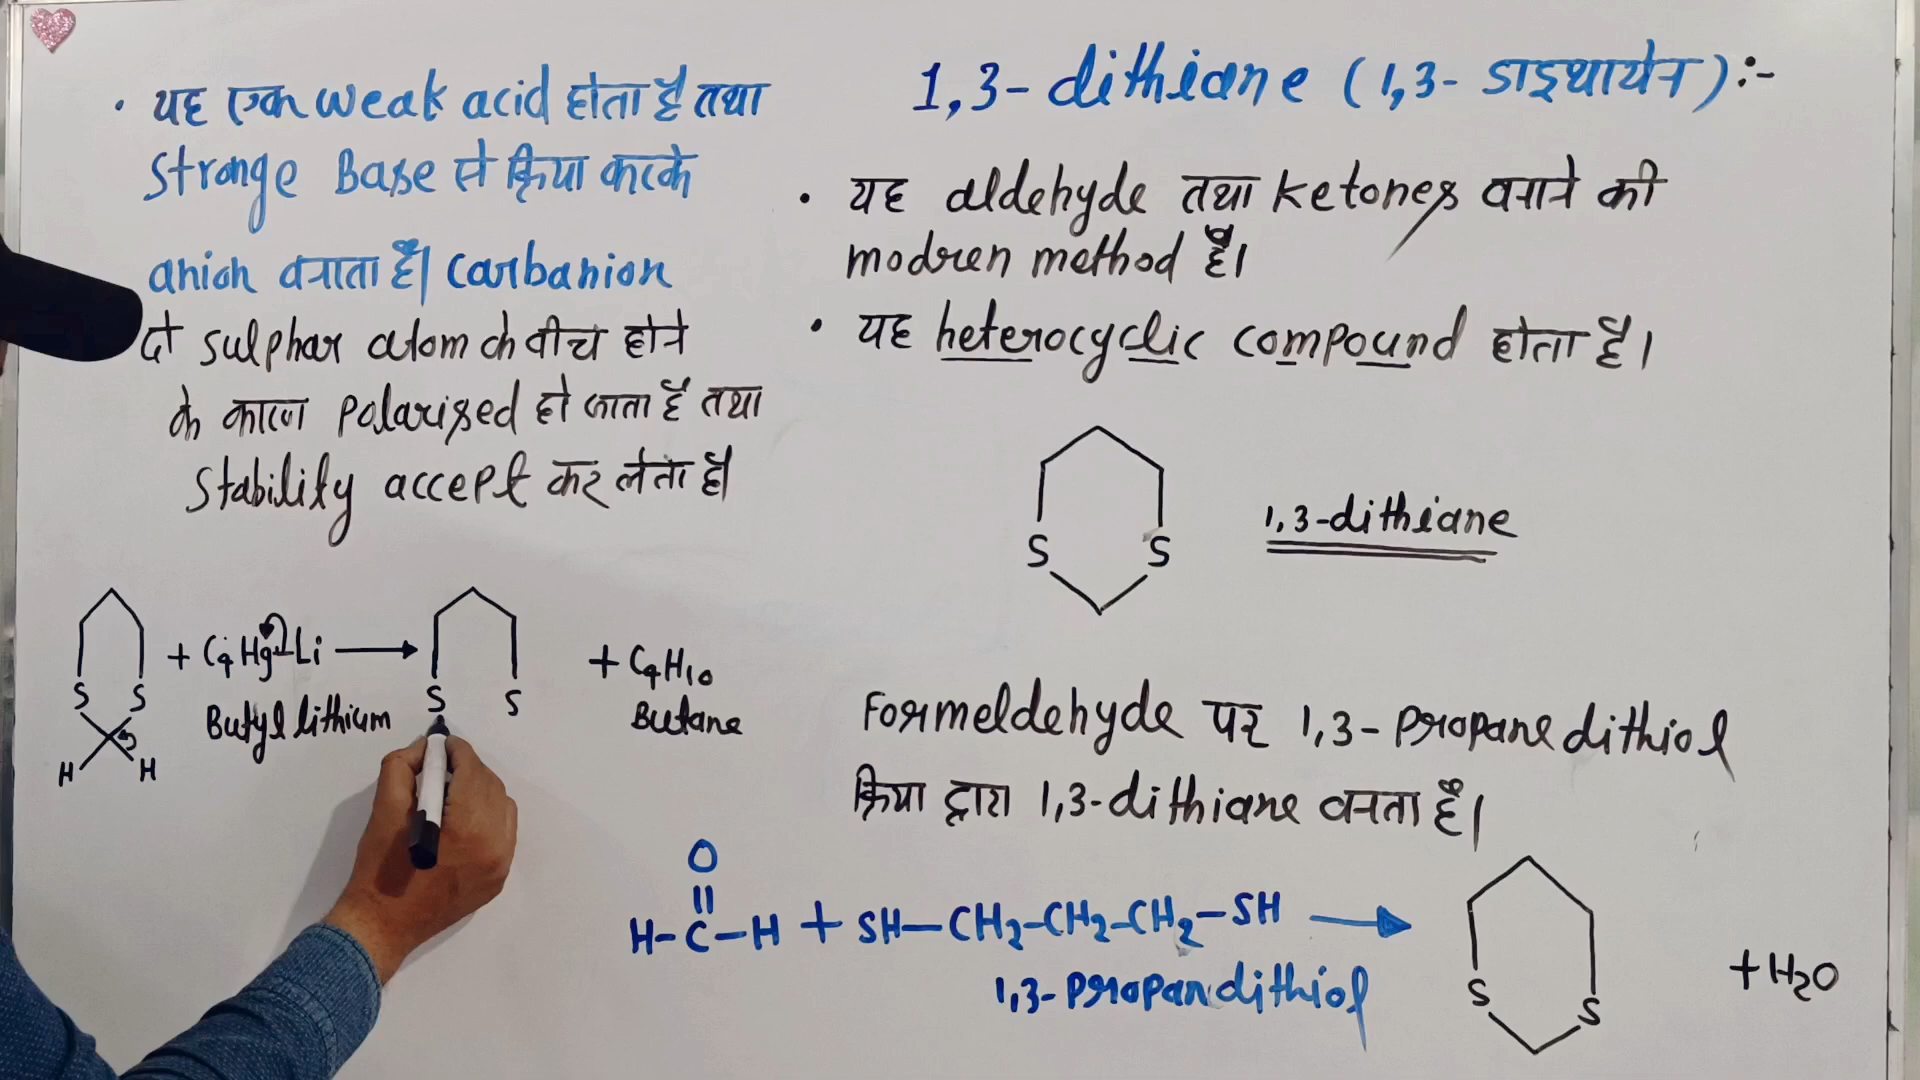 1,3-dithiane (1,3- डाइथायेन):-
• यह aldehyde तथा ketones बनाने की
modren method है।
• यह heterocyclic compound होता है।
S S
1,3-dithiane
Formeldehyde पर 1,3-propane dithiol
क्रिया द्वारा 1,3-dithiane बनता है।
O
H-C-H + SH-CH2-CH2-CH2-SH →
1,3-propandithiol
S S
+H2O
• यह एक weak acid होता है तथा
Stronge Base से क्रिया करके
anion बनाता है। carbanion
दो sulphar atom के बीच होने
के कारण polarized हो जाता है तथा
Stability accept कर लेता है।
S S
H H
+ C4H9-Li →
Butyl lithium
S S
+ C4H10
Butane